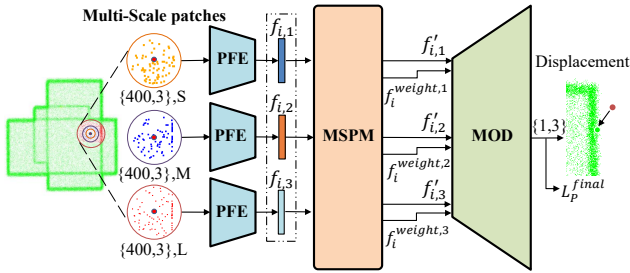 Multi-Scale patches
{400,3},S
{400,3},M
{400,3},L
PFE
PFE
PFE
f_{i,1}
f_{i,2}
f_{i,3}
MSPM
f'_{i,1}
f_i^{weight,1}
f'_{i,2}
f_i^{weight,2}
f'_{i,3}
f_i^{weight,3}
MOD
Displacement
{1,3}
L_P^{final}